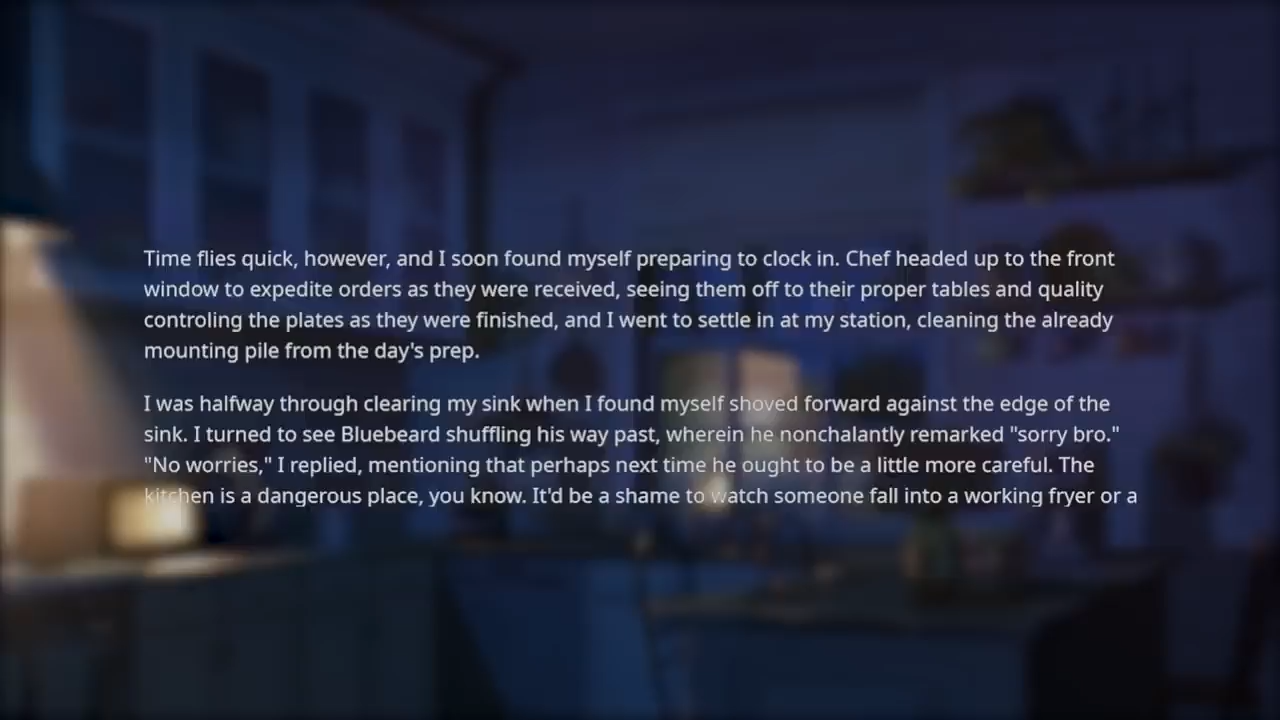 Time flies quick, however, and I soon found myself preparing to clock in. Chef headed up to the front
window to expedite orders as they were received, seeing them off to their proper tables and quality
controling the plates as they were finished, and I went to settle in at my station, cleaning the already
mounting pile from the day's prep.
I was halfway through clearing my sink when I found myself shoved forward against the edge of the
sink. I turned to see Bluebeard shuffling his way past, wherein he nonchalantly remarked "sorry bro."
"No worries," I replied, mentioning that perhaps next time he ought to be a little more careful. The
kitchen is a dangerous place, you know. It'd be a shame to watch someone fall into a working fryer or a